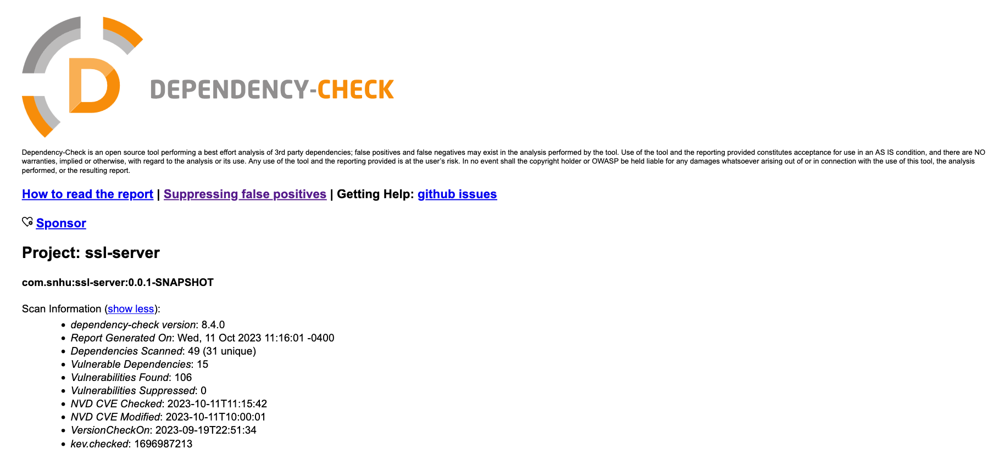 D
DEPENDENCY-CHECK
Dependency-Check is an open source tool performing a best effort analysis of 3rd party dependencies; false positives and false negatives may exist in the analysis performed by the tool. Use of the tool and the reporting provided constitutes acceptance for use in an AS IS condition, and there are NO
warranties, implied or otherwise, with regard to the analysis or its use. Any use of the tool and the reporting provided is at the user’s risk. In no event shall the copyright holder or OWASP be held liable for any damages whatsoever arising out of or in connection with the use of this tool, the analysis
performed, or the resulting report.
How to read the report | Suppressing false positives | Getting Help: github issues
Sponsor
Project: ssl-server
com.snhu:ssl-server:0.0.1-SNAPSHOT
Scan Information (show less):
• dependency-check version: 8.4.0
• Report Generated On: Wed, 11 Oct 2023 11:16:01 -0400
• Dependencies Scanned: 49 (31 unique)
• Vulnerable Dependencies: 15
• Vulnerabilities Found: 106
• Vulnerabilities Suppressed: 0
• NVD CVE Checked: 2023-10-11T11:15:42
• NVD CVE Modified: 2023-10-11T10:00:01
• VersionCheckOn: 2023-09-19T22:51:34
• kev.checked: 1696987213